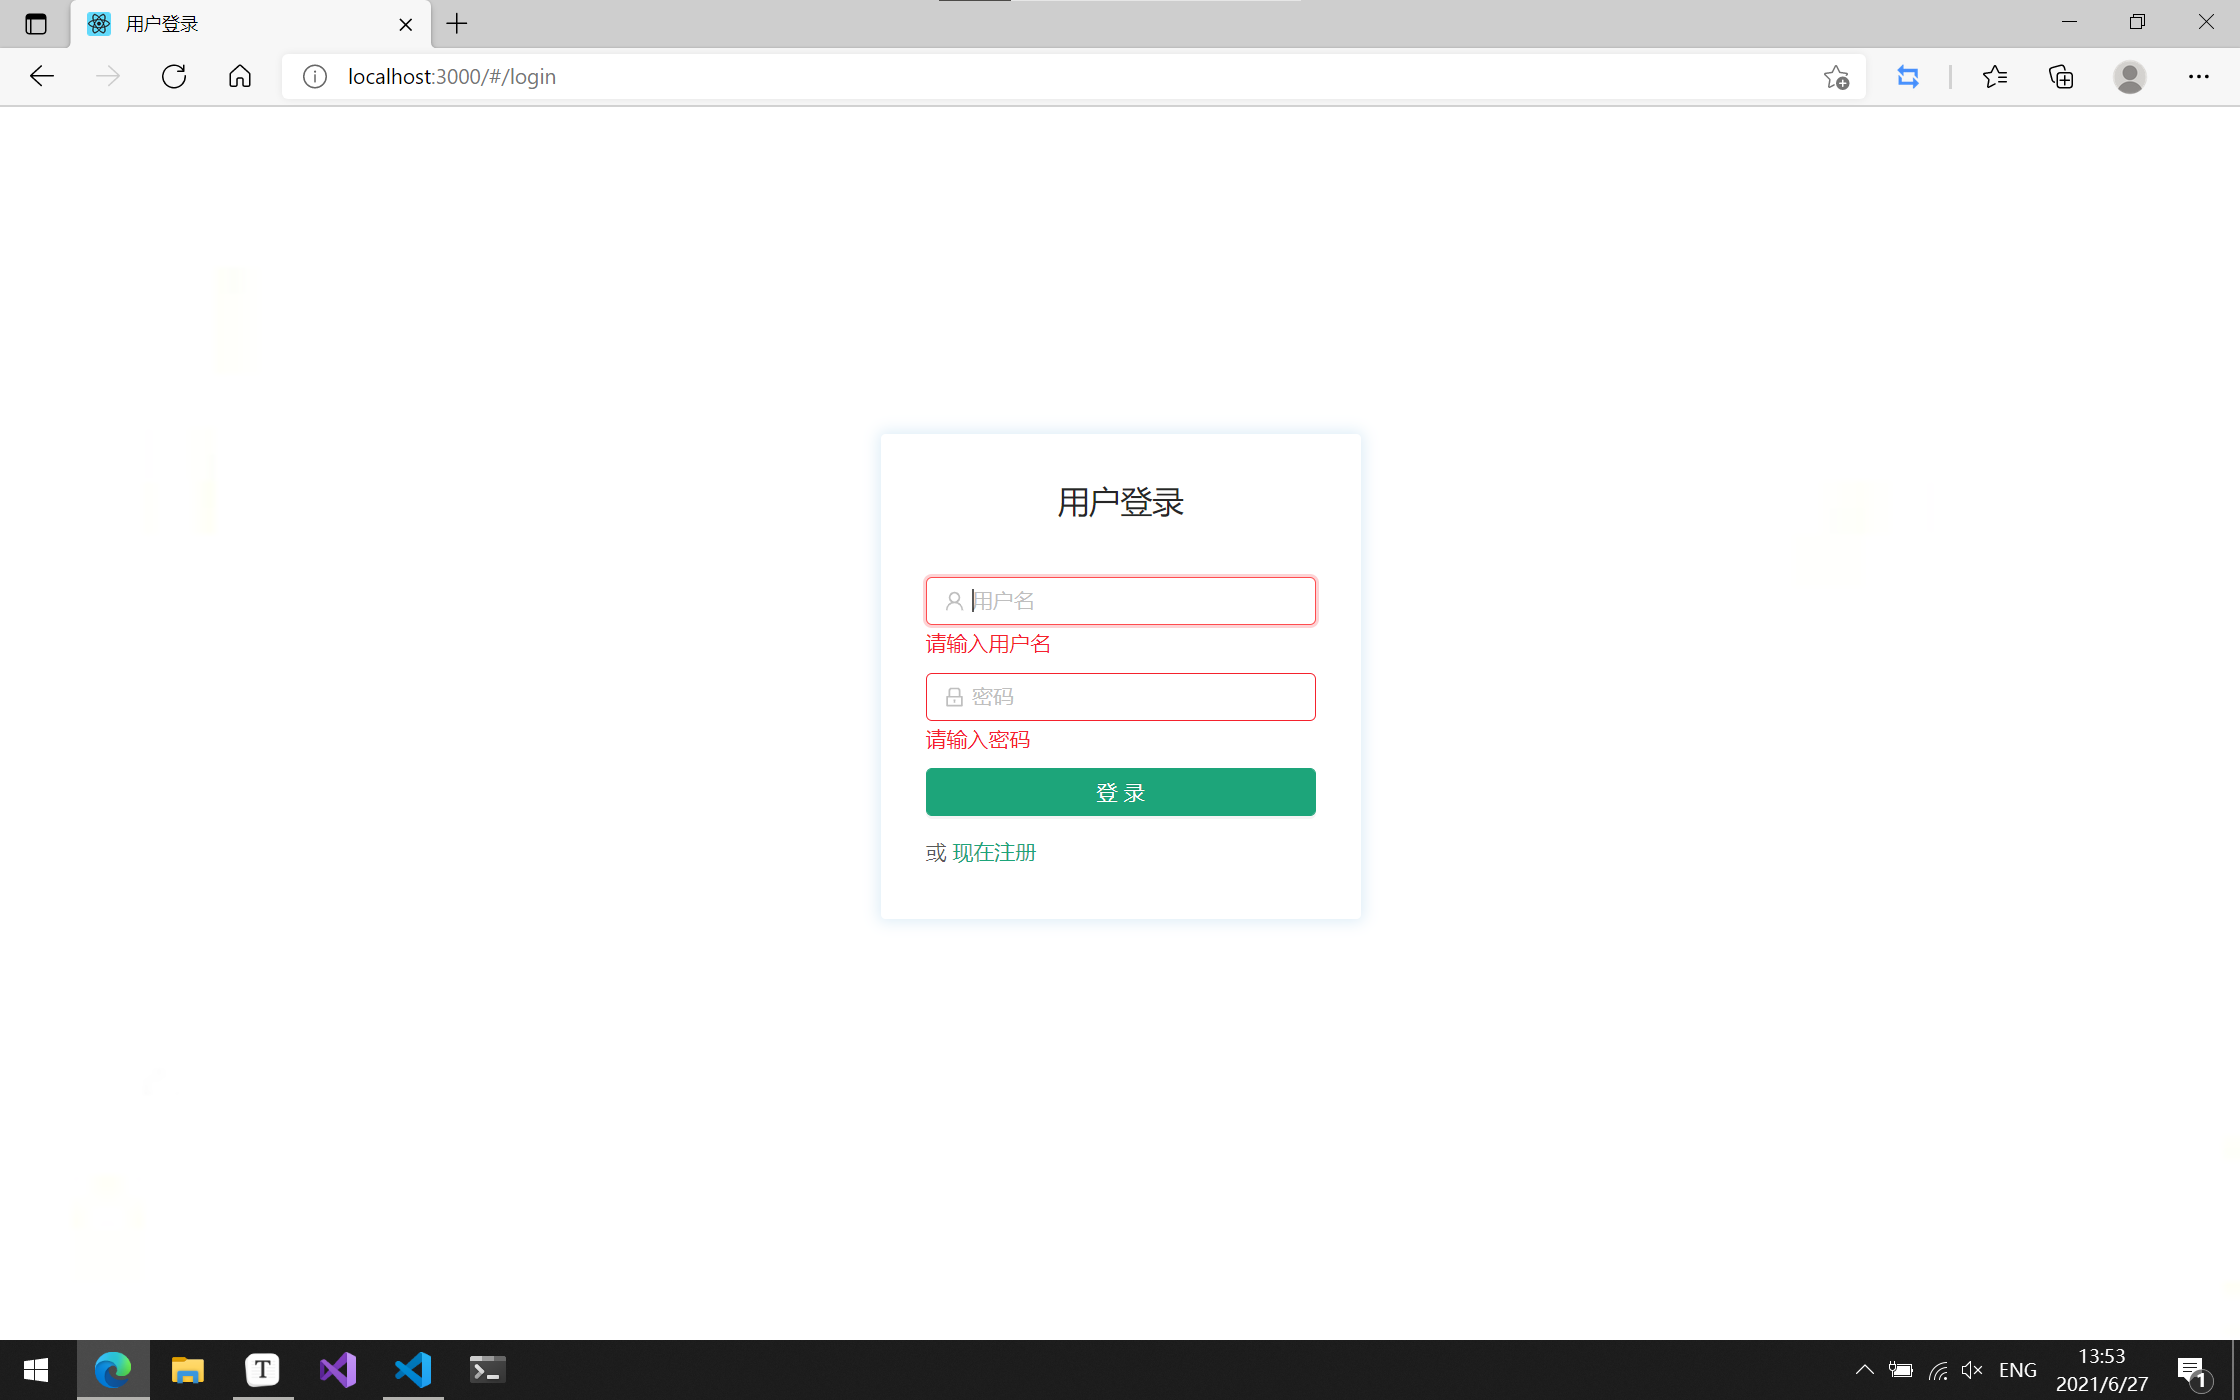 用户登录
localhost:3000/#/login
用户登录
用户名
请输入用户名
密码
请输入密码
登 录
或 现在注册
T
ENG
13:53
2021/6/27
1